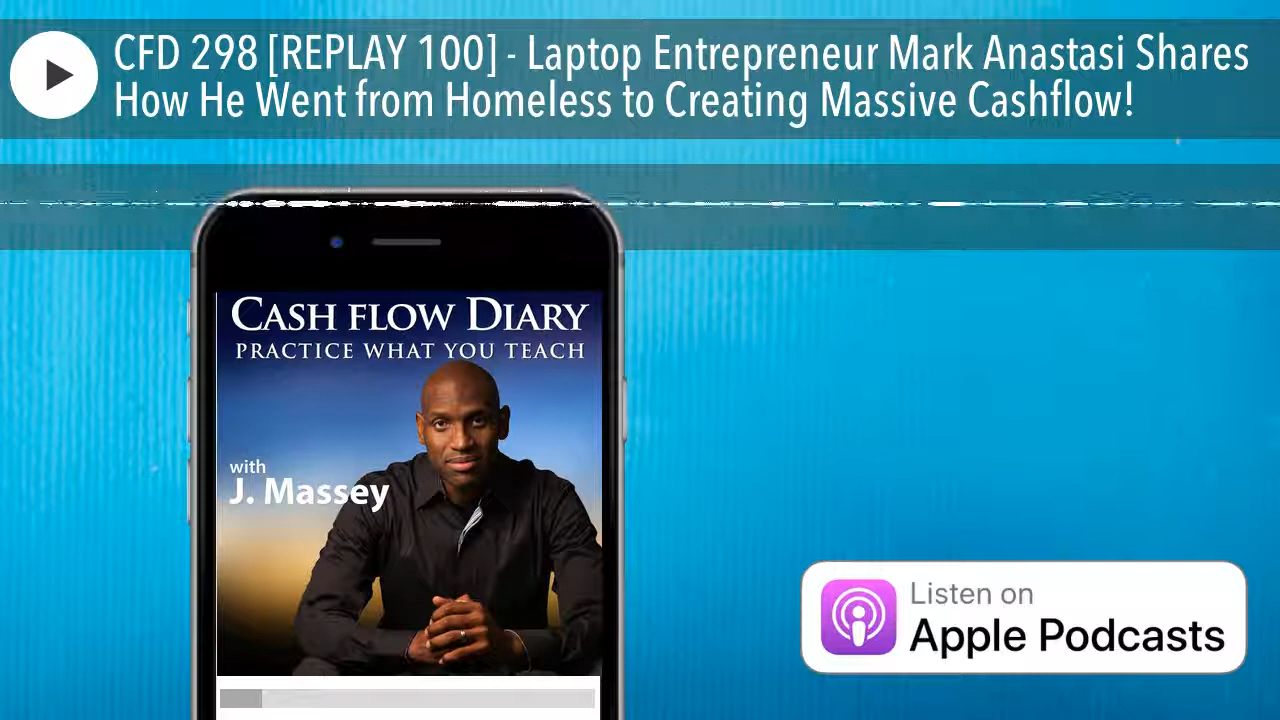 CFD 298 [REPLAY 100] - Laptop Entrepreneur Mark Anastasi Shares
How He Went from Homeless to Creating Massive Cashflow!
CASH FLOW DIARY
PRACTICE WHAT YOU TEACH
with
J. Massey
Listen on
Apple Podcasts